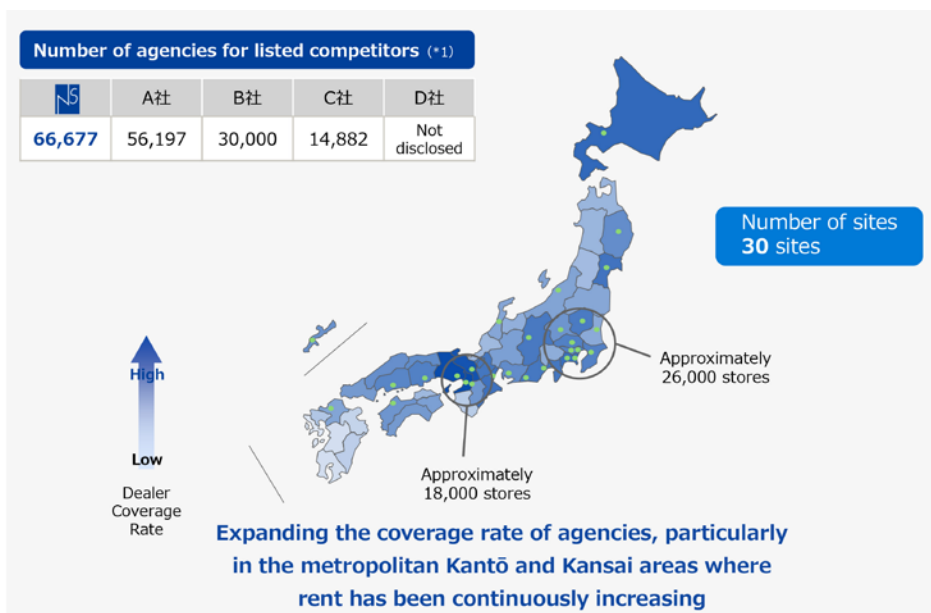 Number of agencies for listed competitors (*1)
NS A社 B社 C社 D社
66,677 56,197 30,000 14,882 Not disclosed
Number of sites
30 sites
Approximately
26,000 stores
High
Low
Dealer
Coverage
Rate
Approximately
18,000 stores
Expanding the coverage rate of agencies, particularly
in the metropolitan Kantō and Kansai areas where
rent has been continuously increasing